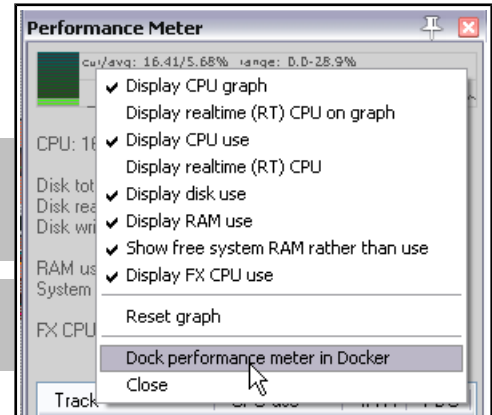 Performance Meter
cur/avg: 16.41/5.68% range: 0.0-28.9%
Display CPU graph
Display realtime (RT) CPU on graph
CPU: 16
Display CPU use
Display realtime (RT) CPU
Disk tot
Display disk use
Disk rea
Display RAM use
Disk wri
Show free system RAM rather than use
RAM us
Display FX CPU use
System
Reset graph
FX CPU
Dock performance meter in Docker
Close
Track